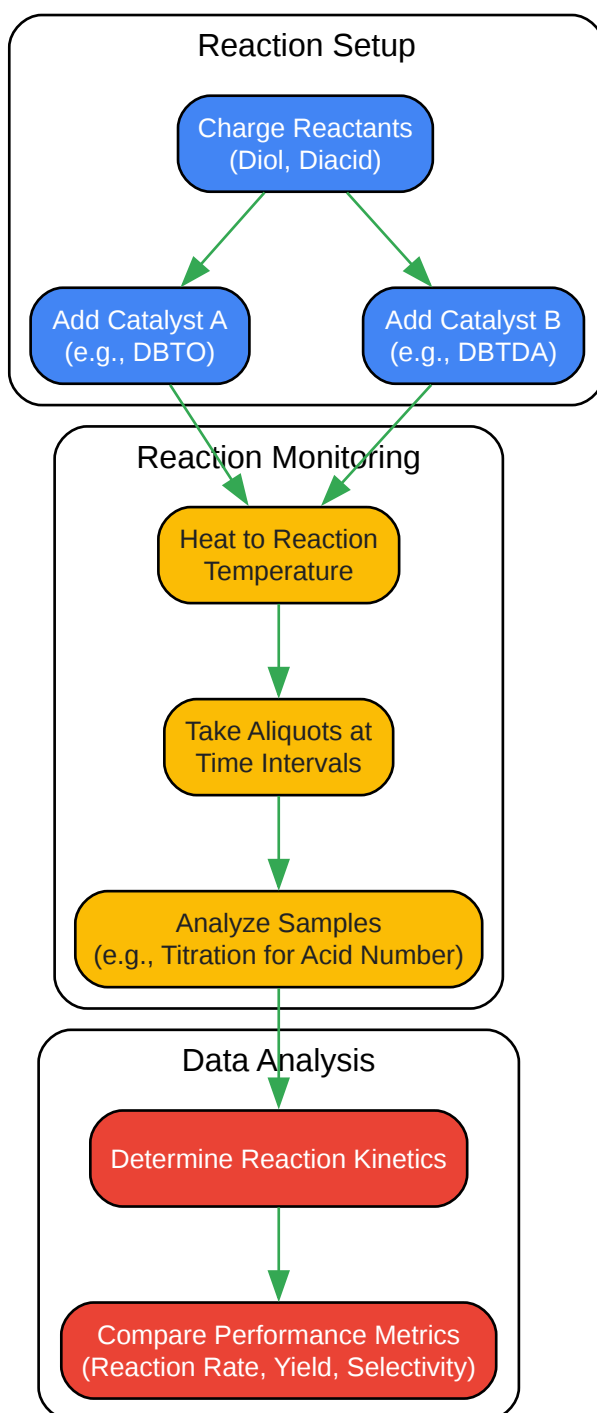 Reaction Setup
Charge Reactants
(Diol, Diacid)
Add Catalyst A
(e.g., DBTO)
Add Catalyst B
(e.g., DBTDA)
Reaction Monitoring
Heat to Reaction
Temperature
Take Aliquots at
Time Intervals
Analyze Samples
(e.g., Titration for Acid Number)
Data Analysis
Determine Reaction Kinetics
Compare Performance Metrics
(Reaction Rate, Yield, Selectivity)